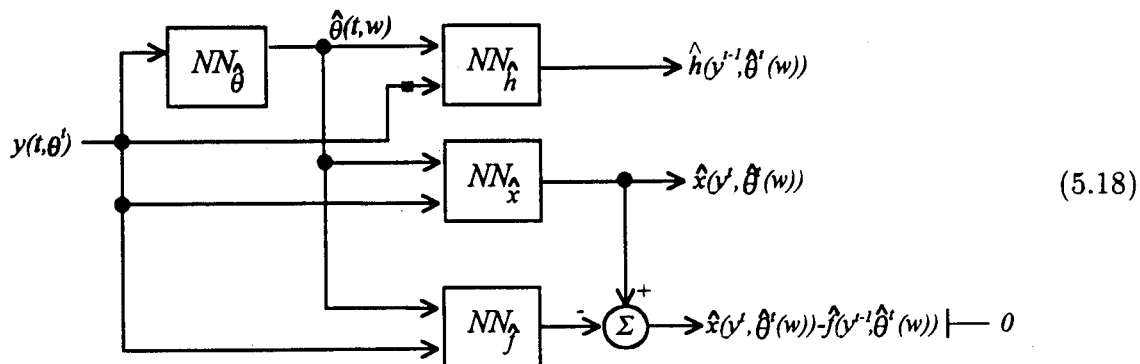 θ̂(t,w)
NN_θ̂
NN_ĥ
ĥ(y^{t-1},θ̂^t(w))
y(t,θ^t)
NN_x̂
x̂(y^t,θ̂^t(w))
(5.18)
+
NN_f̂
-
Σ
x̂(y^t,θ̂^t(w))-f̂(y^{t-1},θ̂^t(w))
0